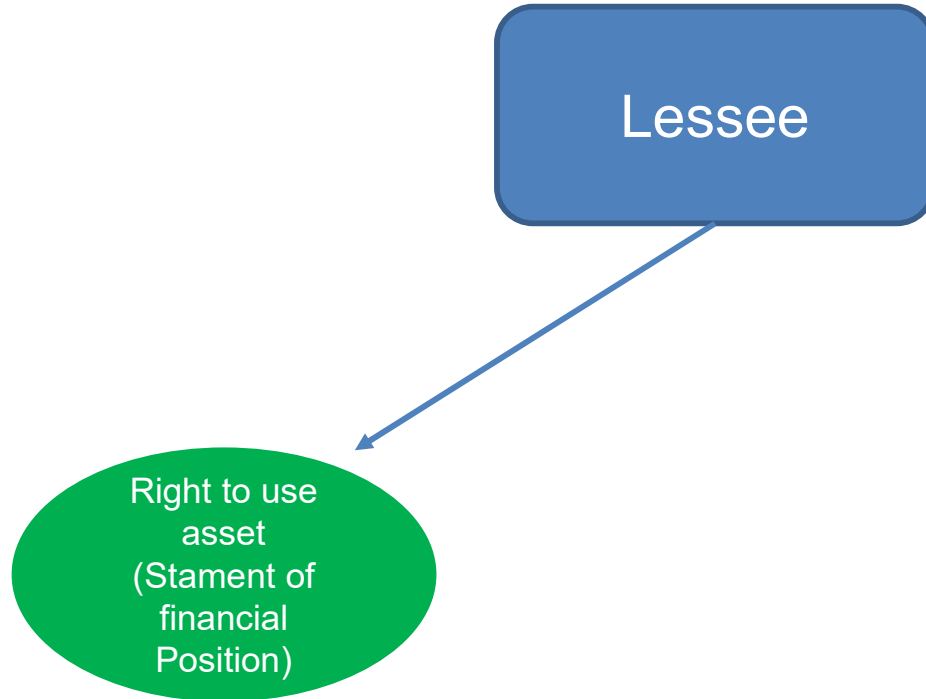 Lessee
Right to use
asset
(Stament of
financial
Position)